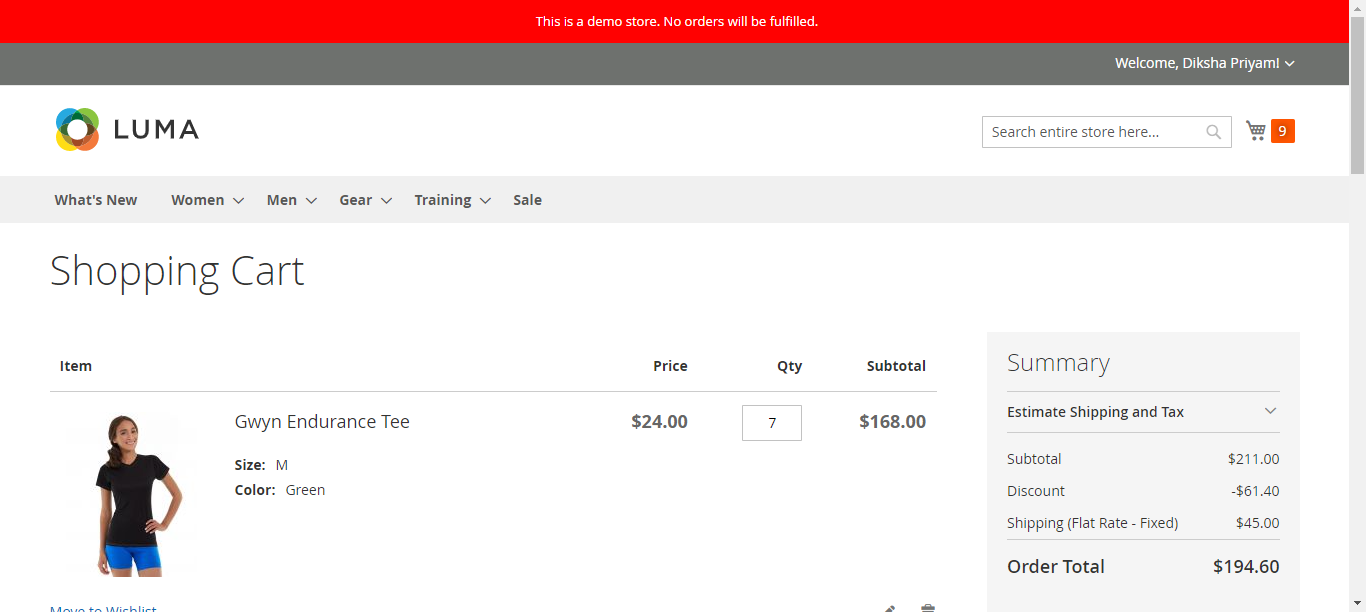 This is a demo store. No orders will be fulfilled.
Welcome, Diksha Priyam!
LUMA
Search entire store here...
9
What's New Women Men Gear Training Sale
Shopping Cart
Item Price Qty Subtotal
Gwyn Endurance Tee $24.00 7 $168.00
Size: M
Color: Green
Move to Wishlist
Summary
Estimate Shipping and Tax
Subtotal $211.00
Discount -$61.40
Shipping (Flat Rate - Fixed) $45.00
Order Total $194.60